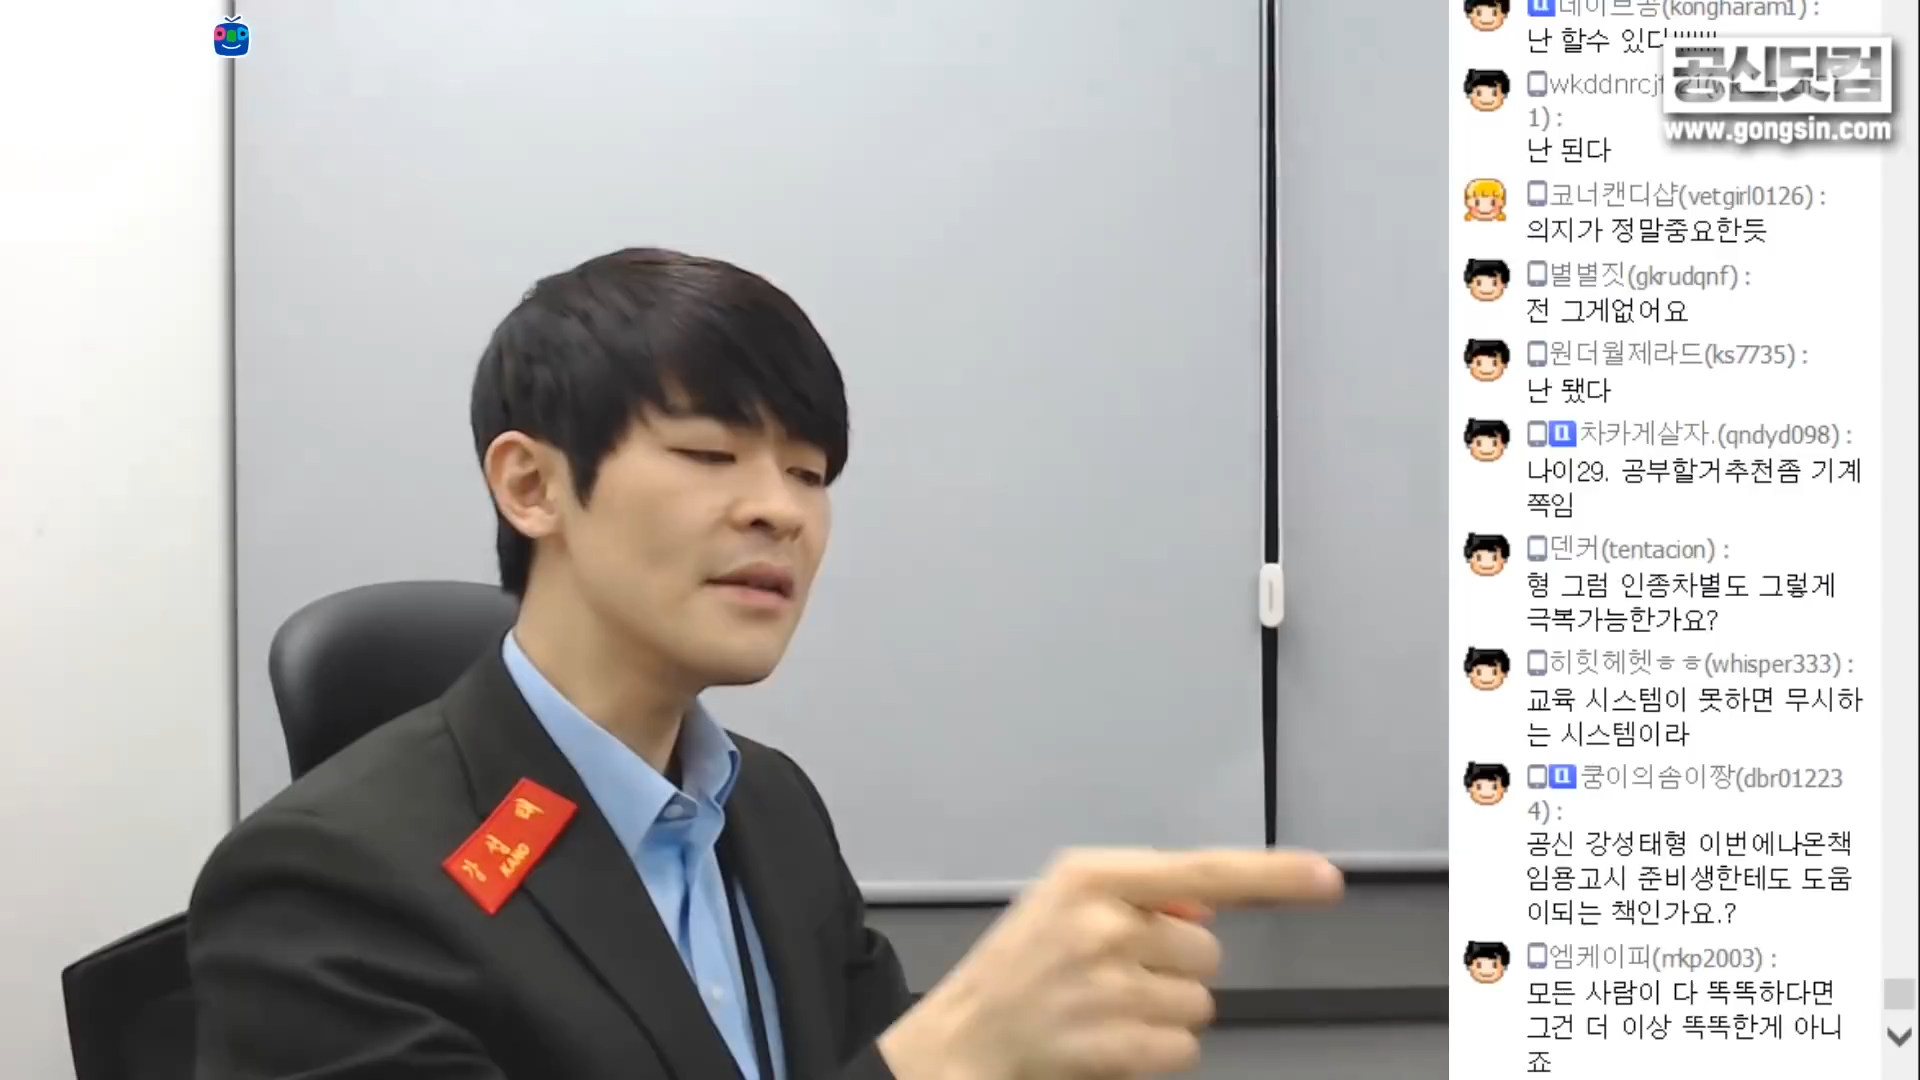 강성태
KANG
공신닷컴
www.gongsin.com
데이브콩(kongharam1) :
난 할수 있다!!!!!!
1) :
난 된다
코너캔디샵(vetgirl0126) :
의지가 정말중요한듯
별별짓(gkrudqnf) :
전 그게없어요
원더월제라드(ks7735) :
난 됐다
차카게살자.(qndyd098) :
나이29. 공부할거추천좀 기계
쪽임
덴커(tentacion) :
형 그럼 인종차별도 그렇게
극복가능한가요?
히힛헤헷ㅎㅎ(whisper333) :
교육 시스템이 못하면 무시하
는 시스템이라
쿵이의솜이짱(dbr01223
4) :
공신 강성태형 이번에나온책
임용고시 준비생한테도 도움
이되는 책인가요.?
엠케이피(mkp2003) :
모든 사람이 다 똑똑하다면
그건 더 이상 똑똑한게 아니
죠